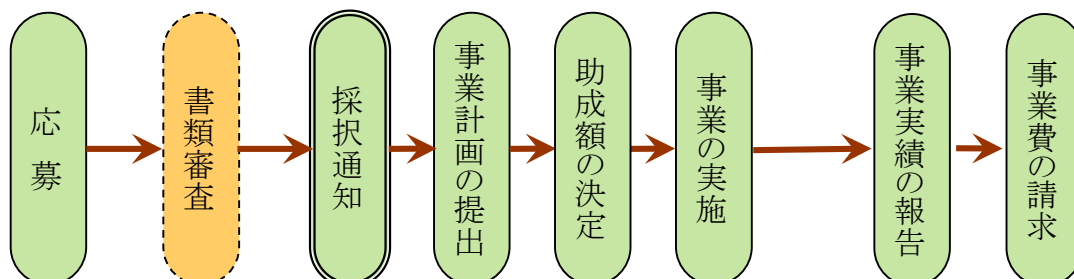 応募
書類審査
採択通知
事業計画の提出
助成額の決定
事業の実施
事業実績の報告
事業費の請求